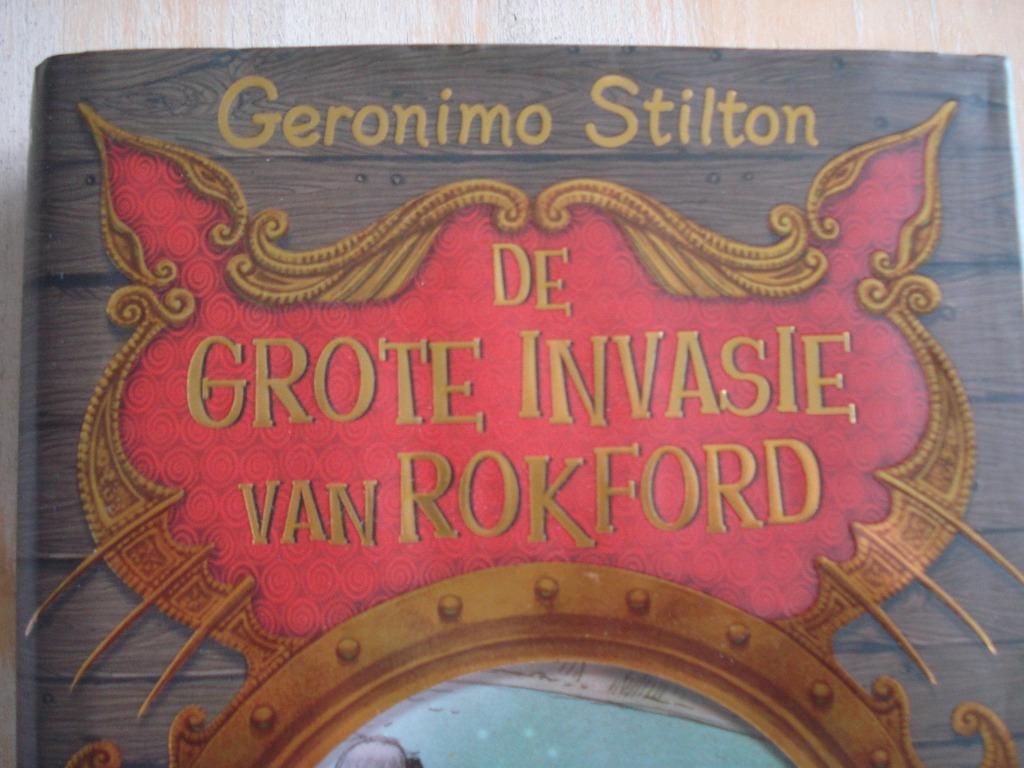 Geronimo Stilton
DE
GROTE INVASIE
VAN ROKFORD